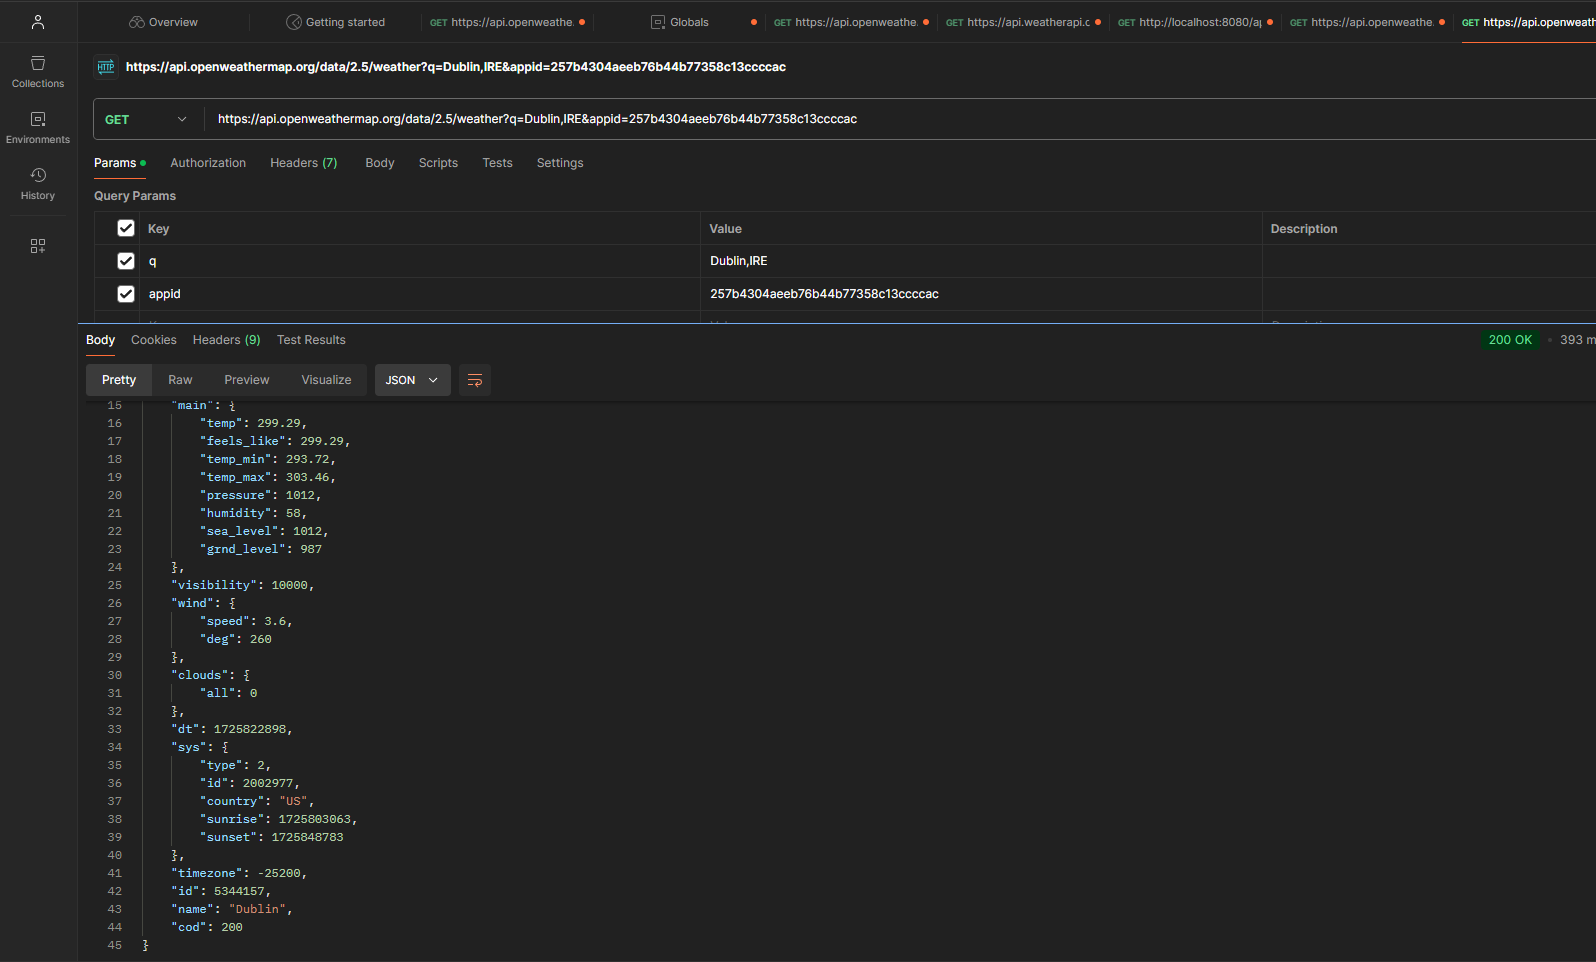 Overview
Getting started
GET https://api.openweathe.
Globals
GET https://api.openweathe.
GET https://api.weatherapi.c
GET http://localhost:8080/a
GET https://api.openweathe.
GET https://api.openweath
Collections
Environments
History
HTTP https://api.openweathermap.org/data/2.5/weather?q=Dublin,IRE&appid=257b4304aeeb76b44b77358c13ccccac
GET https://api.openweathermap.org/data/2.5/weather?q=Dublin,IRE&appid=257b4304aeeb76b44b77358c13ccccac
Params Authorization Headers (7) Body Scripts Tests Settings
Query Params
Key Value Description
q Dublin,IRE
appid 257b4304aeeb76b44b77358c13ccccac
Body Cookies Headers (9) Test Results 200 OK 393 m
Pretty Raw Preview Visualize JSON
15 "main": {
16 "temp": 299.29,
17 "feels_like": 299.29,
18 "temp_min": 293.72,
19 "temp_max": 303.46,
20 "pressure": 1012,
21 "humidity": 58,
22 "sea_level": 1012,
23 "grnd_level": 987
24 },
25 "visibility": 10000,
26 "wind": {
27 "speed": 3.6,
28 "deg": 260
29 },
30 "clouds": {
31 "all": 0
32 },
33 "dt": 1725822898,
34 "sys": {
35 "type": 2,
36 "id": 2002977,
37 "country": "US",
38 "sunrise": 1725803063,
39 "sunset": 1725848783
40 },
41 "timezone": -25200,
42 "id": 5344157,
43 "name": "Dublin",
44 "cod": 200
45 }